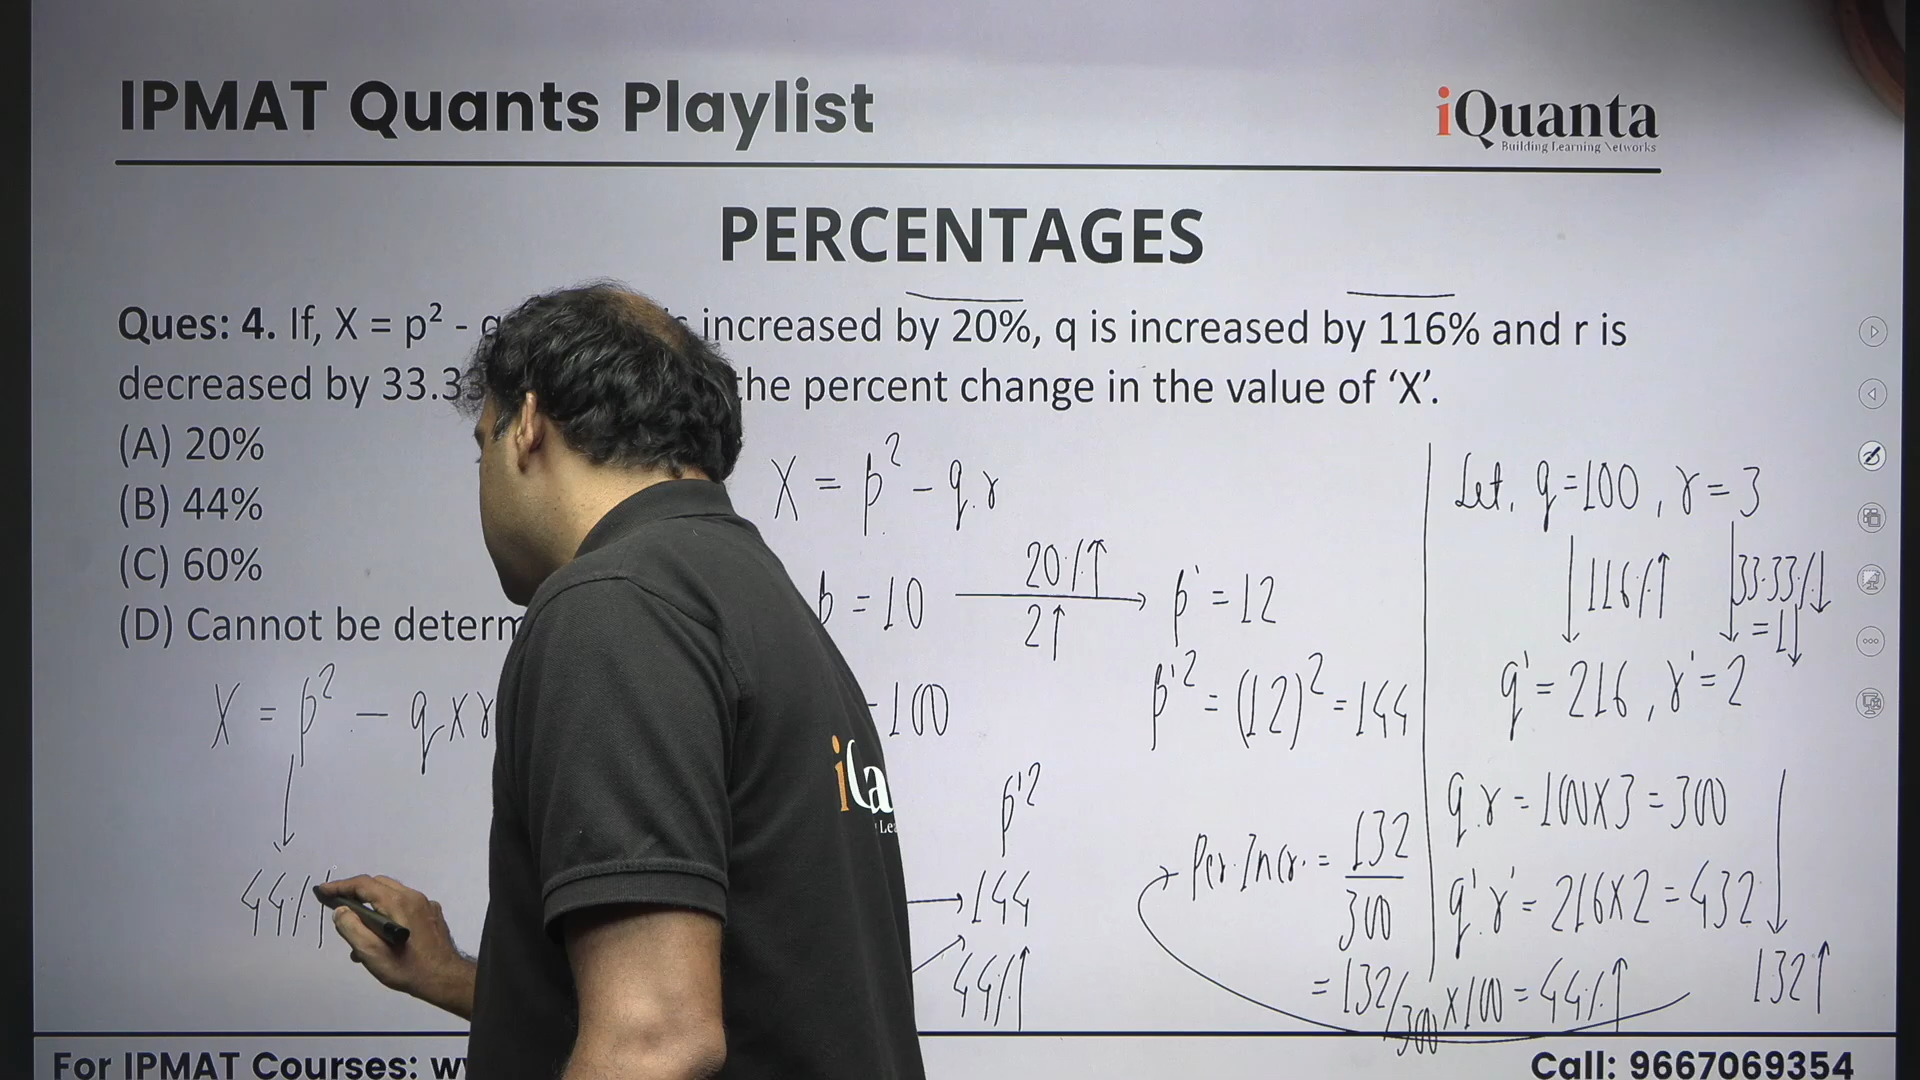 IPMAT Quants Playlist
iQuanta
Building Learning Networks
PERCENTAGES
Ques: 4. If, X = p² - increased by 20%, q is increased by 116% and r is
decreased by 33.3 the percent change in the value of ‘X’.
(A) 20%
(B) 44%
(C) 60%
(D) Cannot be
X = p² - q.r
p = 10 20%↑ 2↑ p' = 12
100 p'² = (12)² = 144
X = p² - q x r
44%↑
p'²
144
44%↑
Let, q = 100, r = 3
116%↑ 33.33%↓ = 1↓
q' = 216, r' = 2
q.r = 100 x 3 = 300
q'.r' = 216 x 2 = 432
132↑
Per. Incr. = 132/300
= 132/300 x 100 = 44%↑
For IPMAT Courses:
Call: 9667069354